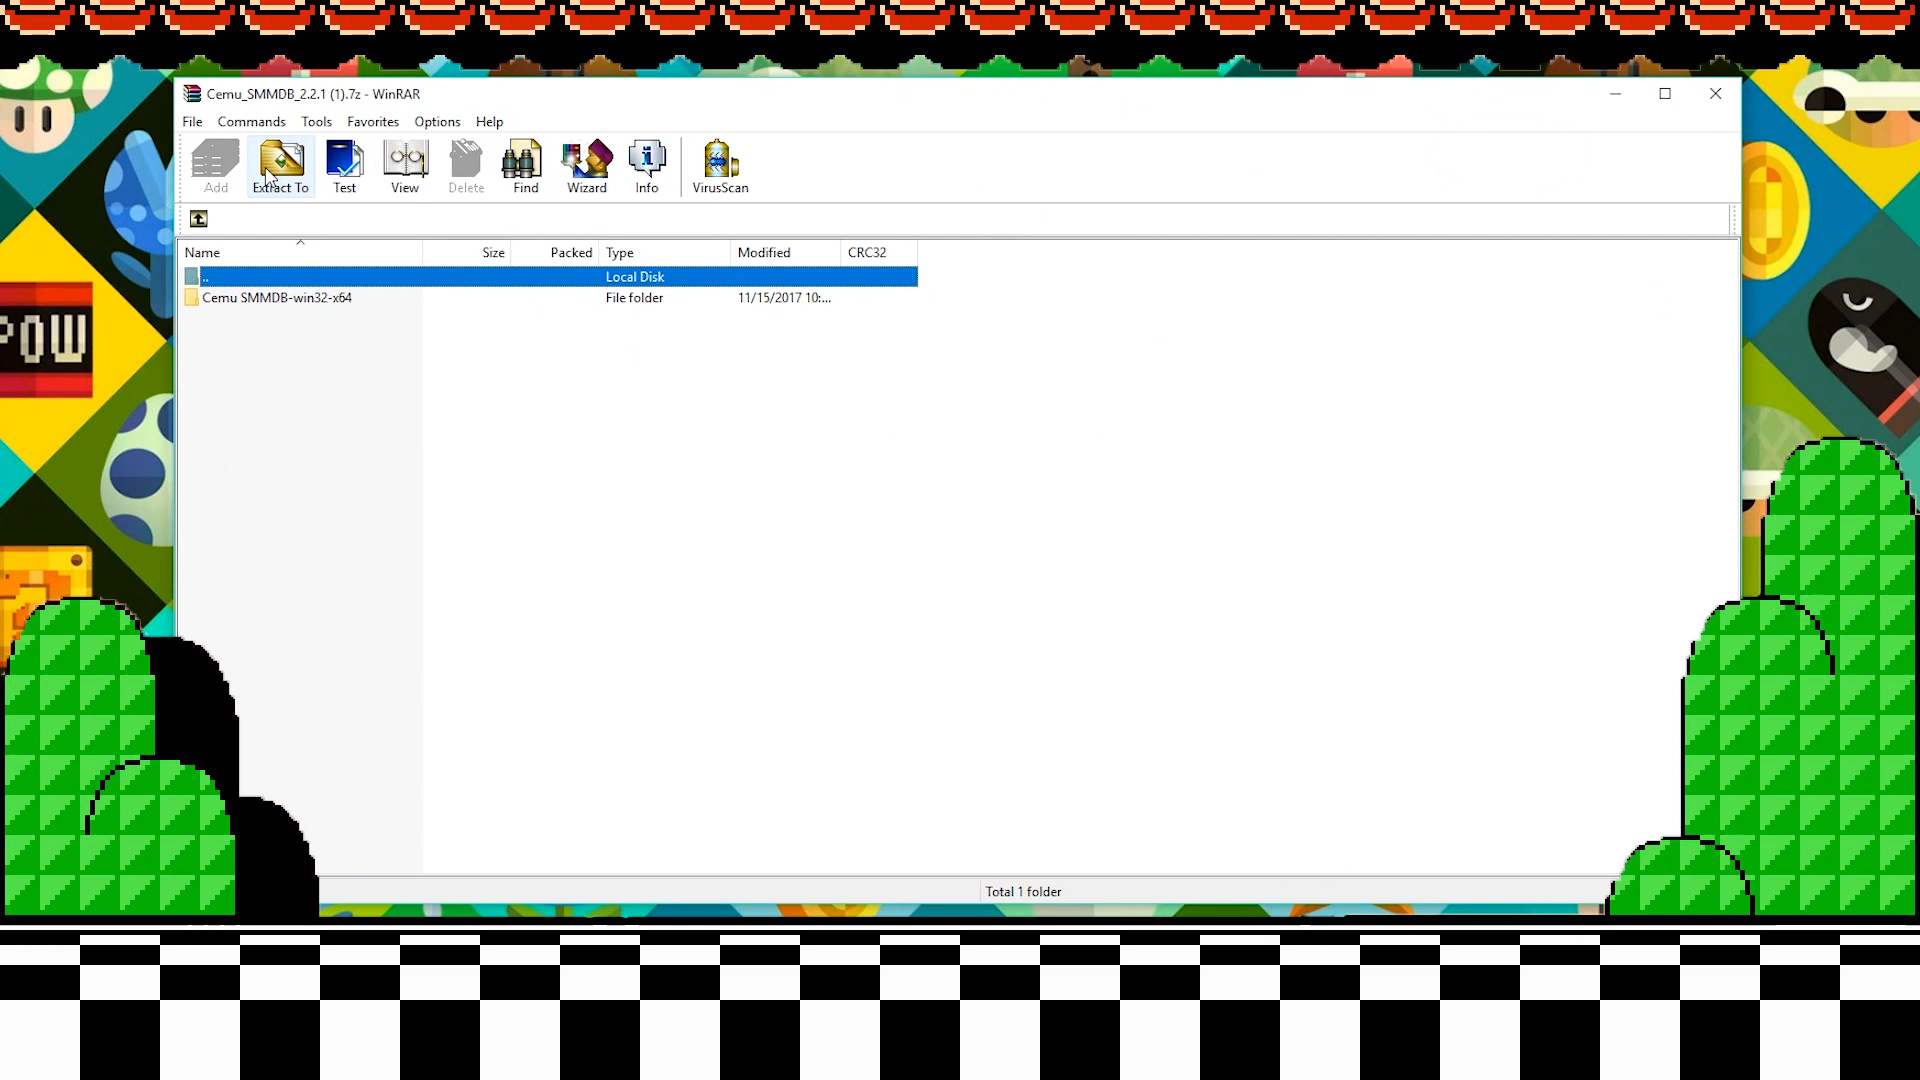 Cemu_SMMDB_2.2.1 (1).7z - WinRAR
File Commands Tools Favorites Options Help
Add Extract To Test View Delete Find Wizard Info VirusScan
Name Size Packed Type Modified CRC32
.. Local Disk
Cemu SMMDB-win32-x64 File folder 11/15/2017 10:...
POW
Total 1 folder